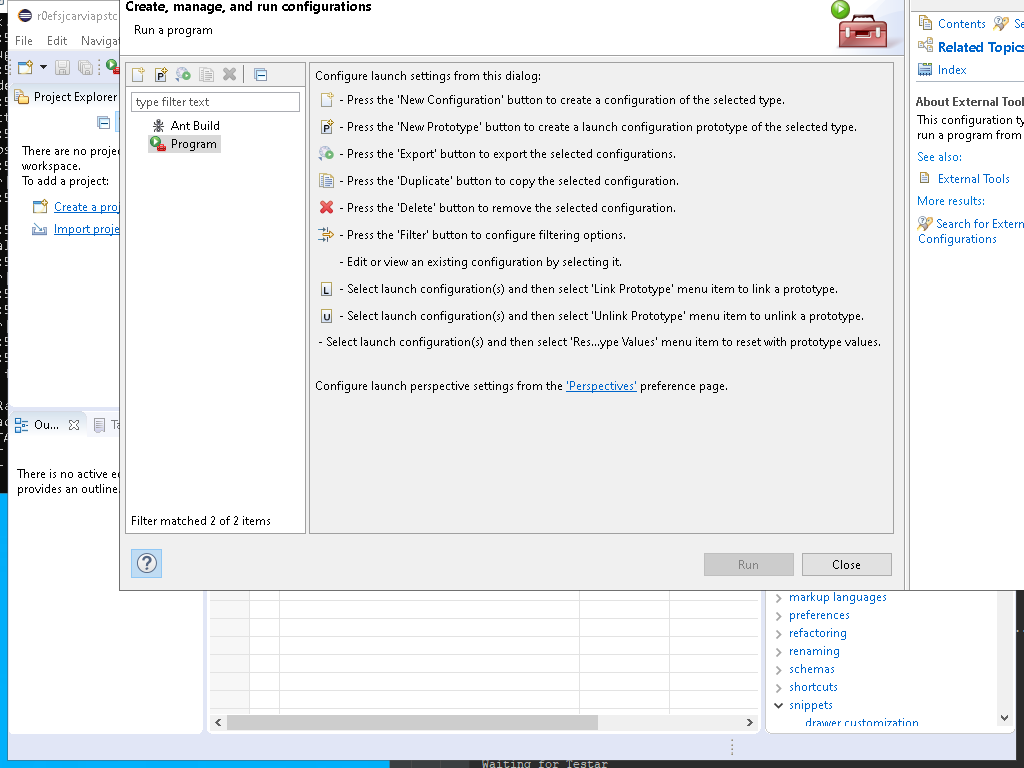 Create, manage, and run configurations
Run a program
r0efsjcarviapstc
File Edit
type filter text
Ant Build
Program
Filter matched 2 of 2 items
Configure launch settings from this dialog:
- Press the 'New Configuration' button to create a configuration of the selected type.
- Press the 'New Prototype' button to create a launch configuration prototype of the selected type.
- Press the 'Export' button to export the selected configurations.
- Press the 'Duplicate' button to copy the selected configuration.
- Press the 'Delete' button to remove the selected configuration.
- Press the 'Filter' button to configure filtering options.
- Edit or view an existing configuration by selecting it.
- Select launch configuration(s) and then select 'Link Prototype' menu item to link a prototype.
- Select launch configuration(s) and then select 'Unlink Prototype' menu item to unlink a prototype.
- Select launch configuration(s) and then select 'Res...ype Values' menu item to reset with prototype values.
Configure launch perspective settings from the 'Perspectives' preference page.
Run Close
Project Explorer
There are no proje
workspace.
To add a project:
Create a proj
Import proje
Ou...
There is no active e
provides an outline.
Contents Se
Related Topics
Index
About External Tool
This configuration ty
run a program from
See also:
External Tools
More results:
Search for Extern
Configurations
markup languages
preferences
refactoring
renaming
schemas
shortcuts
snippets
drawer customization
Waiting for Testar